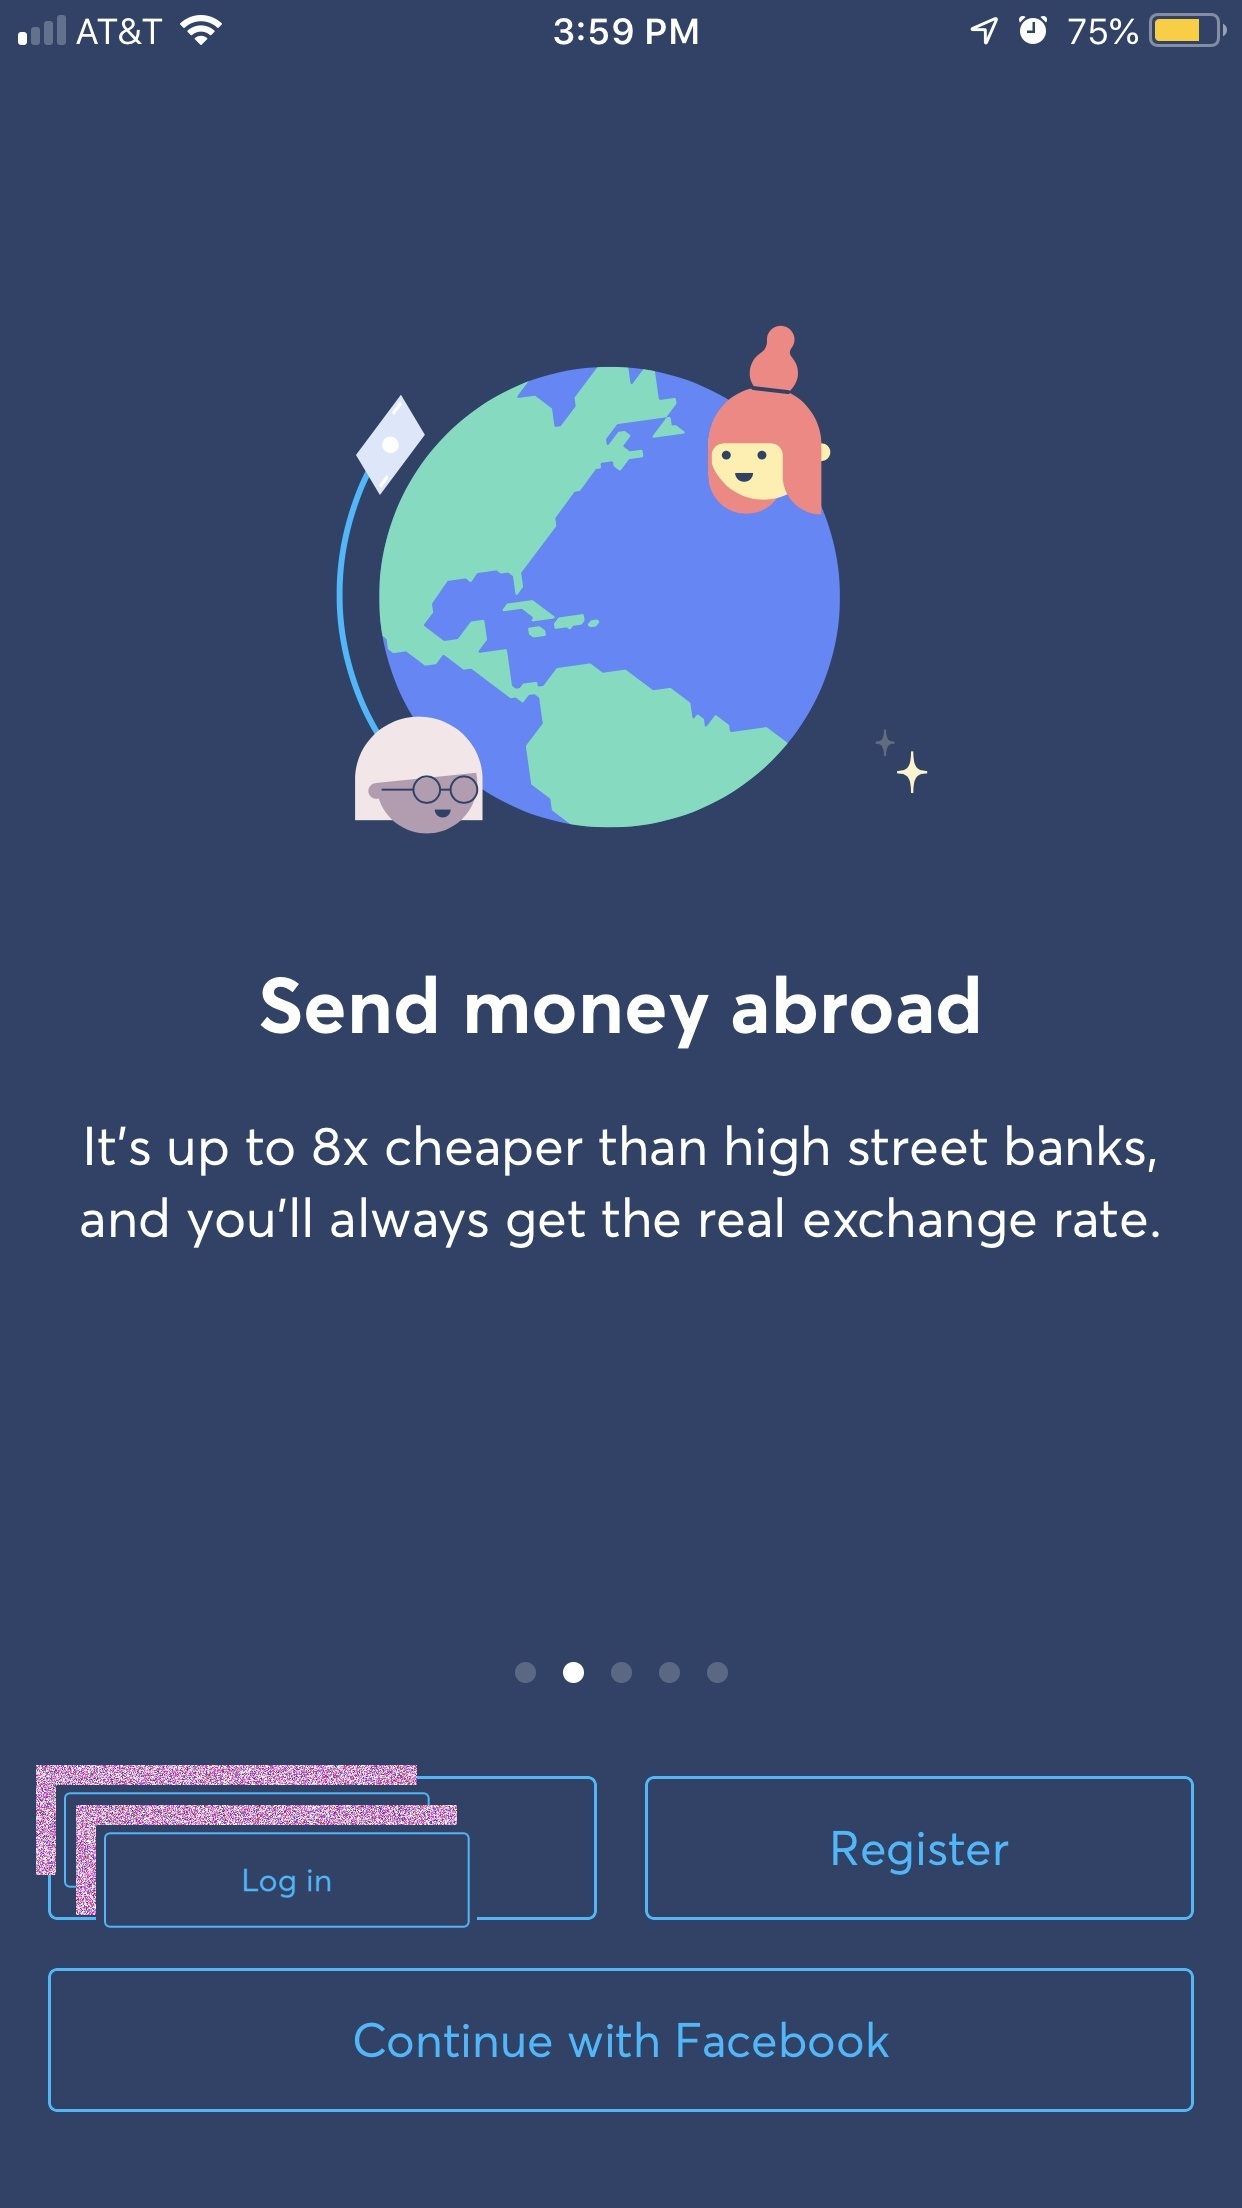 AT&T 3:59 PM 75%
Send money abroad
It's up to 8x cheaper than high street banks,
and you'll always get the real exchange rate.
Log in
Register
Continue with Facebook